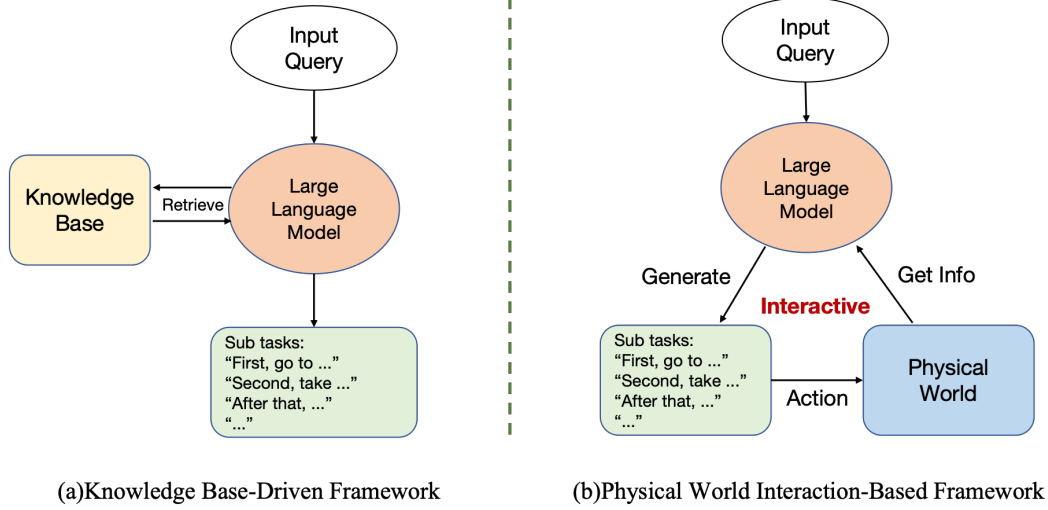 Input
Query
Knowledge
Base
Retrieve
Large
Language
Model
Sub tasks:
“First, go to ...”
“Second, take ...”
“After that, ...”
“...”
(a)Knowledge Base-Driven Framework
Input
Query
Large
Language
Model
Generate
Get Info
Interactive
Sub tasks:
“First, go to ...”
“Second, take ...”
“After that, ...”
“...”
Action
Physical
World
(b)Physical World Interaction-Based Framework